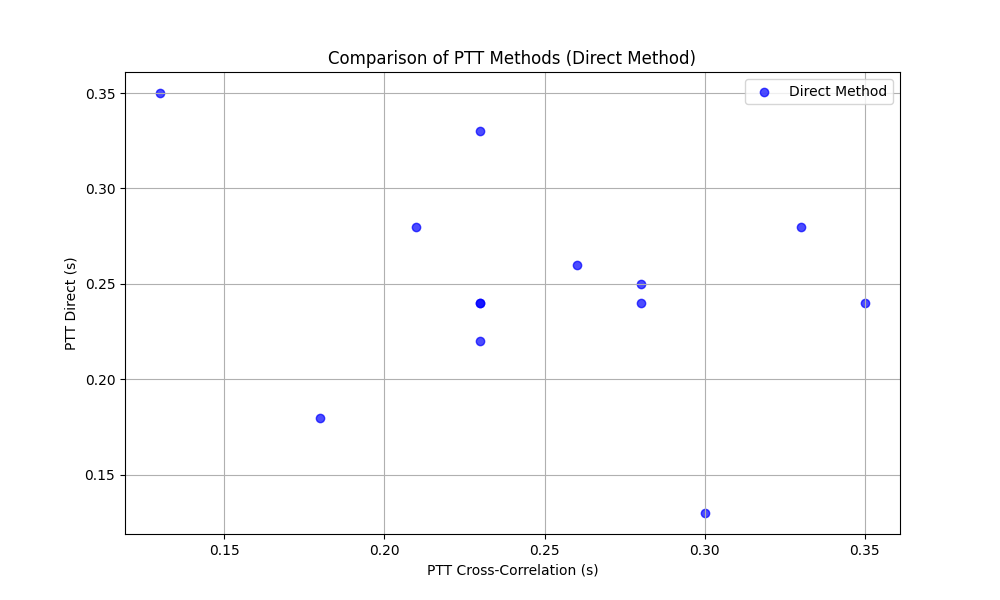 Comparison of PTT Methods (Direct Method)
Direct Method
PTT Direct (s)
0.35
0.30
0.25
0.20
0.15
0.15
0.20
0.25
0.30
0.35
PTT Cross-Correlation (s)